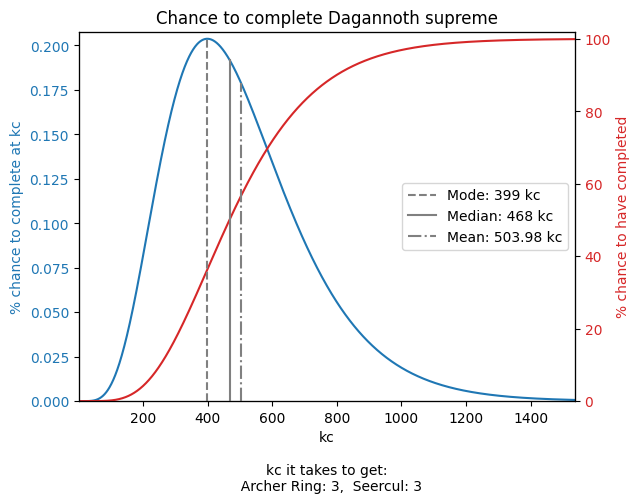 Chance to complete Dagannoth supreme
% chance to complete at kc
0.200
0.175
0.150
0.125
0.100
0.075
0.050
0.025
0.000
100
80
60
40
20
0
% chance to have completed
Mode: 399 kc
Median: 468 kc
Mean: 503.98 kc
200 400 600 800 1000 1200 1400
kc
kc it takes to get:
Archer Ring: 3, Seercul: 3